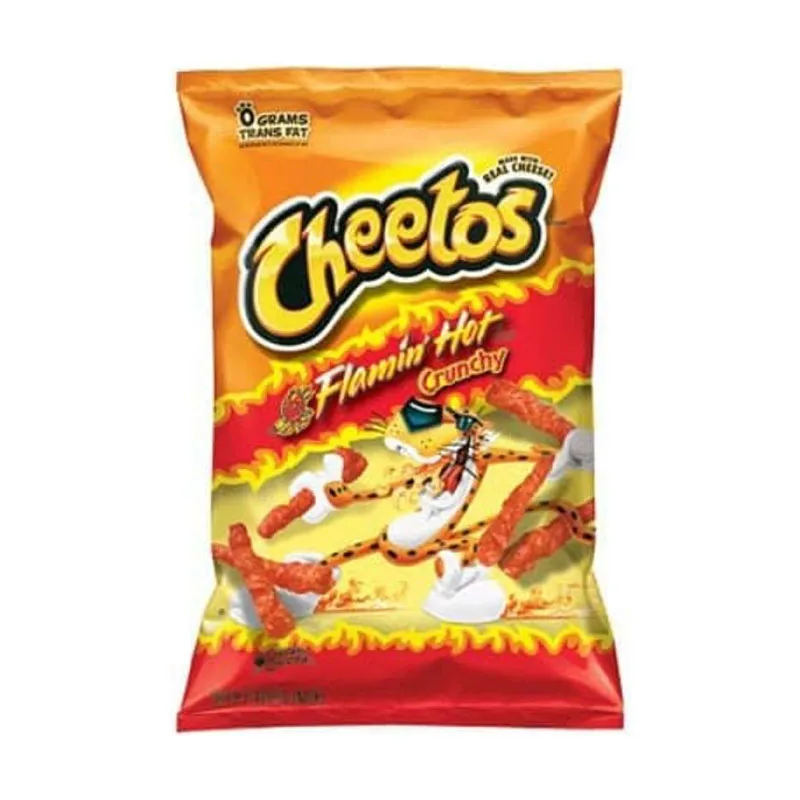 0 GRAMS
TRANS FAT
MADE WITH
REAL CHEESE!
Cheetos
Flamin' Hot
Crunchy